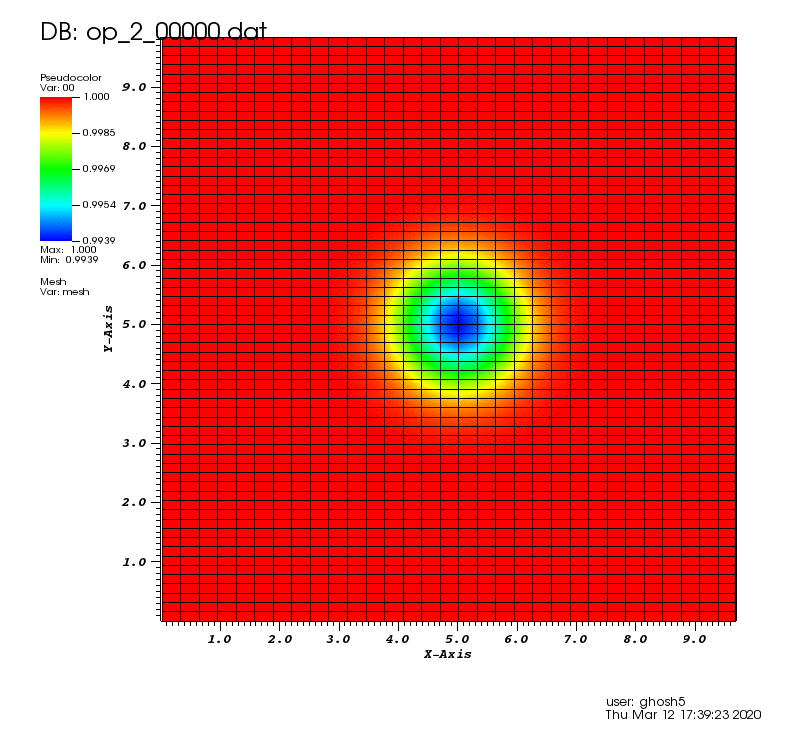 DB: op_2_00000.dat
Pseudocolor
Var: 00
1.000
0.9985
0.9969
0.9954
0.9939
Max: 1.000
Min: 0.9939
Mesh
Var: mesh
Y-Axis
9.0
8.0
7.0
6.0
5.0
4.0
3.0
2.0
1.0
1.0 2.0 3.0 4.0 5.0 6.0 7.0 8.0 9.0
X-Axis
user: ghosh5
Thu Mar 12 17:39:23 2020